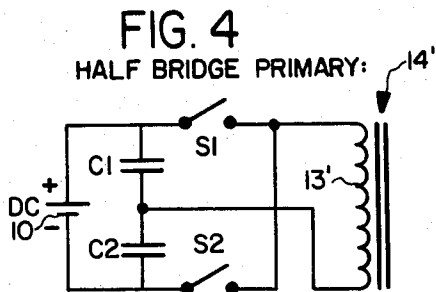 FIG. 4
HALF BRIDGE PRIMARY:
14'
S1
C1
13'
+
DC
10
-
C2
S2